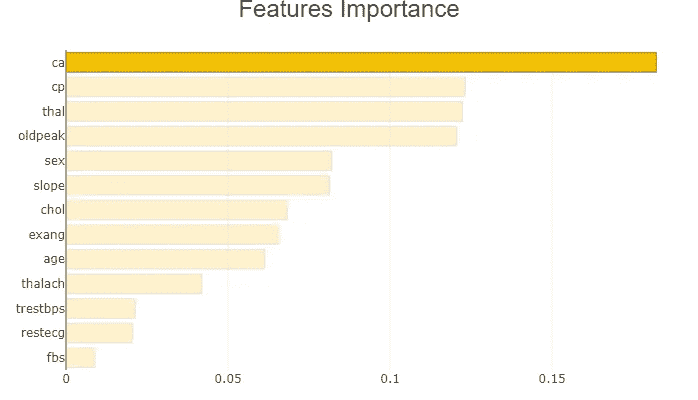 Features Importance
ca
cp
thal
oldpeak
sex
slope
chol
exang
age
thalach
trestbps
restecg
fbs
0 0.05 0.1 0.15